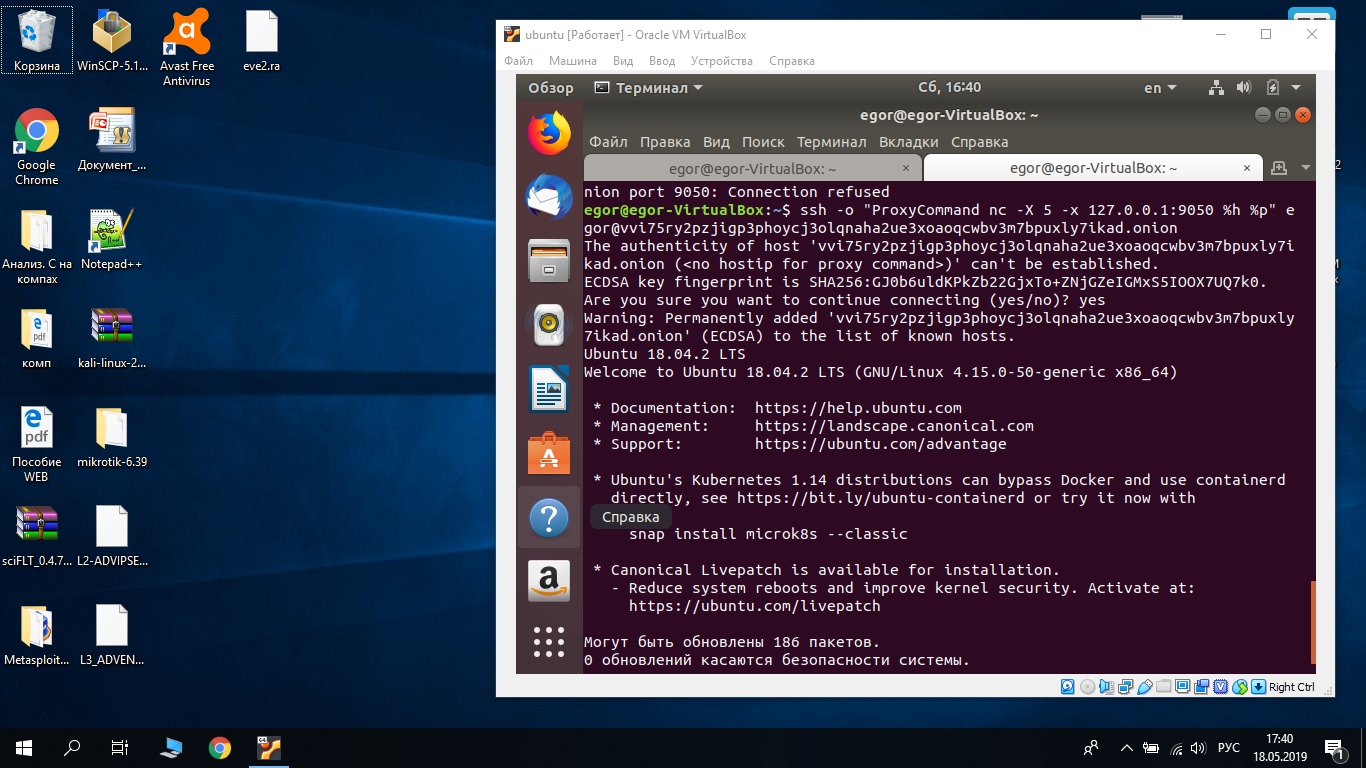 Корзина
WinSCP-5.1...
Avast Free
Antivirus
eve2.ra
Google
Chrome
Документ_...
Анализ. С на
компах
Notepad++
комп
kali-linux-2...
pdf
Пособие
WEB
mikrotik-6.39
sciFLT_0.4.7...
L2-ADVIPSE...
Metasploit...
L3_ADVEN...
ubuntu [Работает] - Oracle VM VirtualBox
Файл Машина Вид Ввод Устройства Справка
Обзор Терминал Сб, 16:40 en
egor@egor-VirtualBox: ~
Файл Правка Вид Поиск Терминал Вкладки Справка
egor@egor-VirtualBox: ~ × egor@egor-VirtualBox: ~ ×
nion port 9050: Connection refused
egor@egor-VirtualBox:~$ ssh -o "ProxyCommand nc -X 5 -x 127.0.0.1:9050 %h %p" e
gor@vvi75ry2pzjigp3phoycj3olqnaha2ue3xoaoqcwbv3m7bpuxly7ikad.onion
The authenticity of host 'vvi75ry2pzjigp3phoycj3olqnaha2ue3xoaoqcwbv3m7bpuxly7i
kad.onion (<no hostip for proxy command>)' can't be established.
ECDSA key fingerprint is SHA256:GJ0b6uldKPkZb22GjxTo+ZNjGZeIGMxS5IOOX7UQ7k0.
Are you sure you want to continue connecting (yes/no)? yes
Warning: Permanently added 'vvi75ry2pzjigp3phoycj3olqnaha2ue3xoaoqcwbv3m7bpuxly
7ikad.onion' (ECDSA) to the list of known hosts.
Ubuntu 18.04.2 LTS
Welcome to Ubuntu 18.04.2 LTS (GNU/Linux 4.15.0-50-generic x86_64)
* Documentation: https://help.ubuntu.com
* Management: https://landscape.canonical.com
* Support: https://ubuntu.com/advantage
* Ubuntu's Kubernetes 1.14 distributions can bypass Docker and use containerd
directly, see https://bit.ly/ubuntu-containerd or try it now with
Справка
snap install microk8s --classic
* Canonical Livepatch is available for installation.
- Reduce system reboots and improve kernel security. Activate at:
https://ubuntu.com/livepatch
Могут быть обновлены 186 пакетов.
0 обновлений касаются безопасности системы.
Right Ctrl
РУС
17:40
18.05.2019
1